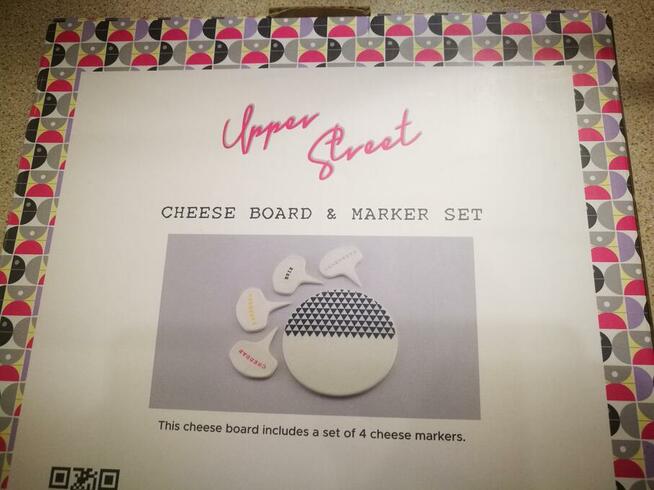 Upper
Street
CHEESE BOARD & MARKER SET
BRIE
CHEDDAR
This cheese board includes a set of 4 cheese markers.